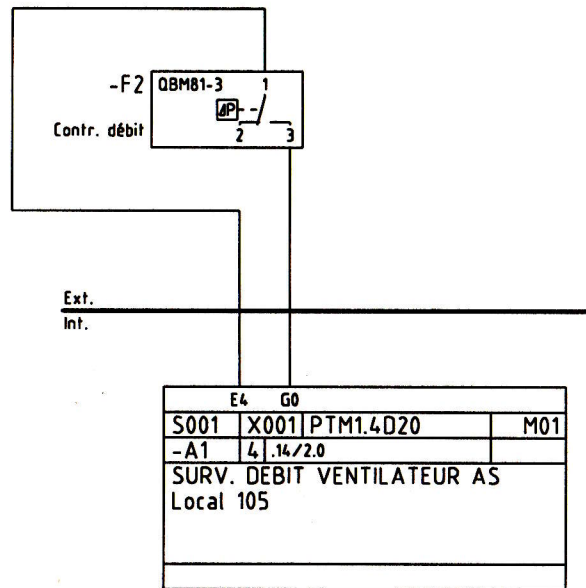 -F2 QBM81-3 1
ΔP
Contr. débit 2 3
Ext.
Int.
E4 G0
S001 X001 PTM1.4D20 M01
-A1 4 .14/2.0
SURV. DEBIT VENTILATEUR AS
Local 105